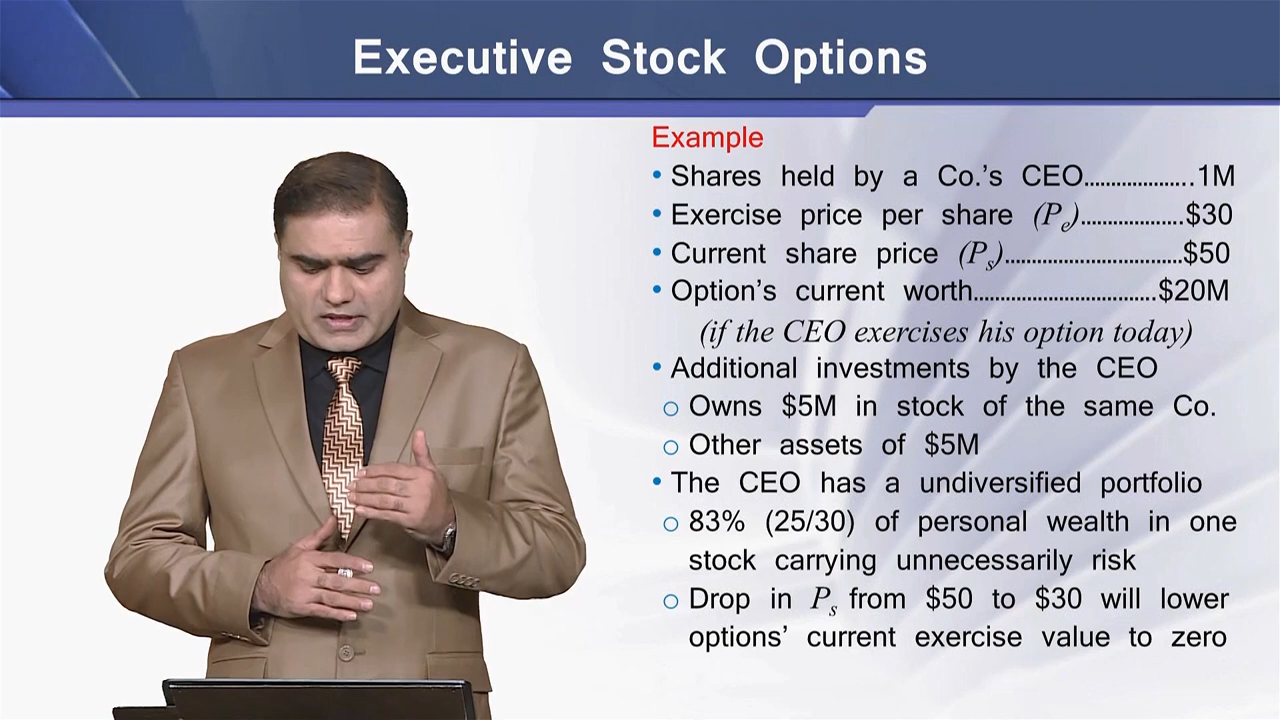 Executive Stock Options
Example
• Shares held by a Co.'s CEO....................1M
• Exercise price per share (Pe)...................$30
• Current share price (Ps).................................$50
• Option's current worth..................................$20M
(if the CEO exercises his option today)
• Additional investments by the CEO
o Owns $5M in stock of the same Co.
o Other assets of $5M
• The CEO has a undiversified portfolio
o 83% (25/30) of personal wealth in one
stock carrying unnecessarily risk
o Drop in Ps from $50 to $30 will lower
options' current exercise value to zero